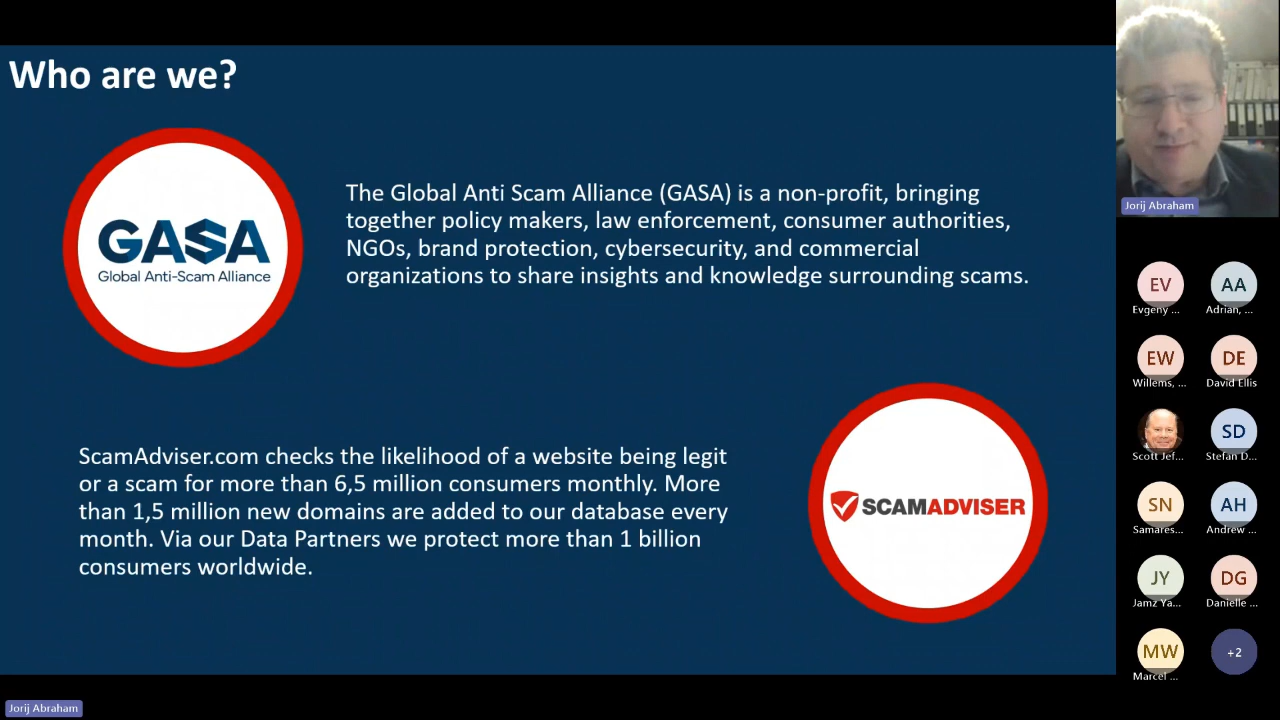 Who are we?
GASA
Global Anti-Scam Alliance
The Global Anti Scam Alliance (GASA) is a non-profit, bringing
together policy makers, law enforcement, consumer authorities,
NGOs, brand protection, cybersecurity, and commercial
organizations to share insights and knowledge surrounding scams.
ScamAdviser.com checks the likelihood of a website being legit
or a scam for more than 6,5 million consumers monthly. More
than 1,5 million new domains are added to our database every
month. Via our Data Partners we protect more than 1 billion
consumers worldwide.
SCAMADVISER
Jorij Abraham
EV
Evgeny ...
AA
Adrian, ...
EW
Willems, ...
DE
David Ellis
Scott Jef...
SD
Stefan D...
SN
Samares...
AH
Andrew ...
JY
Jamz Ya...
DG
Danielle ...
MW
Marcel ...
+2
Jorij Abraham